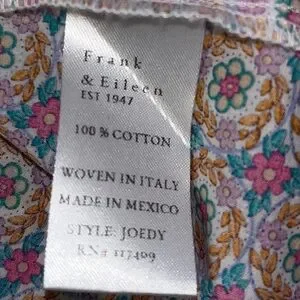 Frank
& Eileen
EST 1947
100% COTTON
WOVEN IN ITALY
MADE IN MEXICO
STYLE: JOEDY
RN# 117499